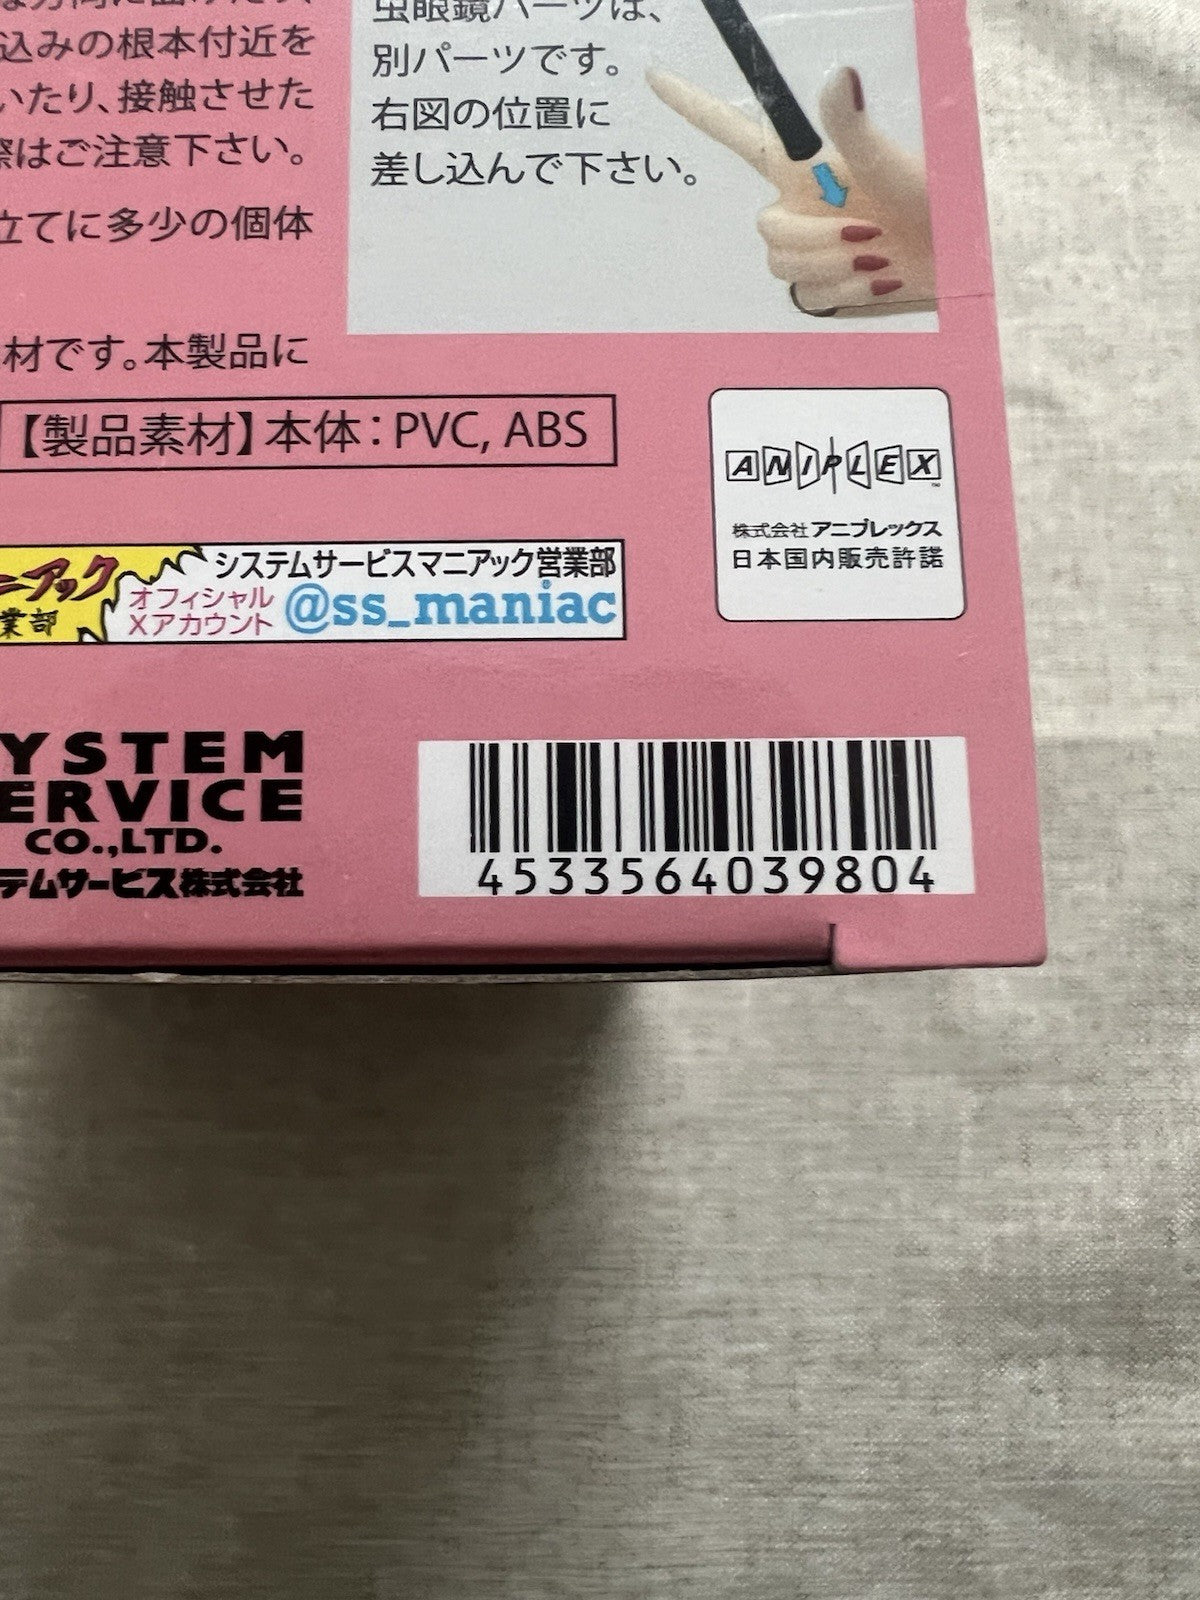 込みの根本付近を
いたり、接触させた
際はご注意下さい。
立てに多少の個体
材です。本製品に
虫眼鏡パーツは、
別パーツです。
右図の位置に
差し込んで下さい。
【製品素材】本体：PVC, ABS
ANIPLEX
株式会社アニプレックス
日本国内販売許諾
ニアック
業部
システムサービスマニアック営業部
オフィシャル
Xアカウント
@ss_maniac
YSTEM
ERVICE
CO.,LTD.
テムサービス株式会社
4533564039804